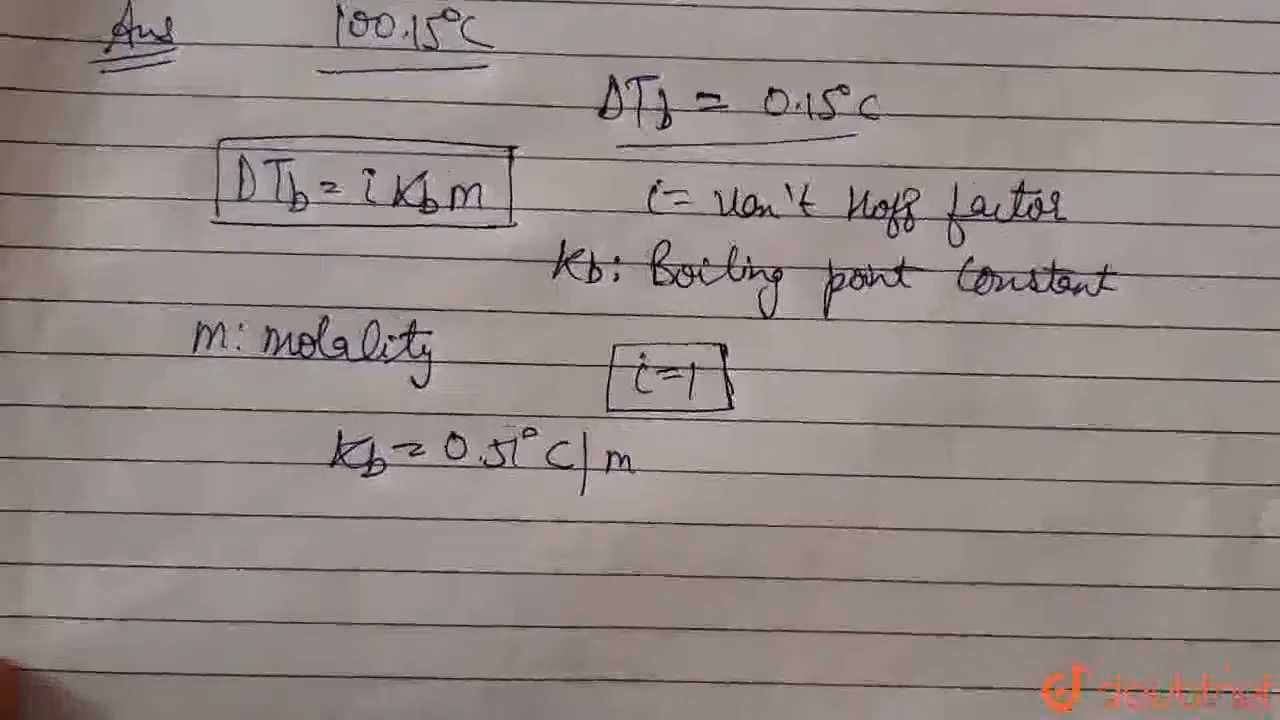 Ans 100.15°C
ΔTb = 0.15°C
ΔTb = i Kb m i = Van't Hoff factor
Kb: Boiling point Constant
m: molality i=1
Kb = 0.51°C/m
doubtnut